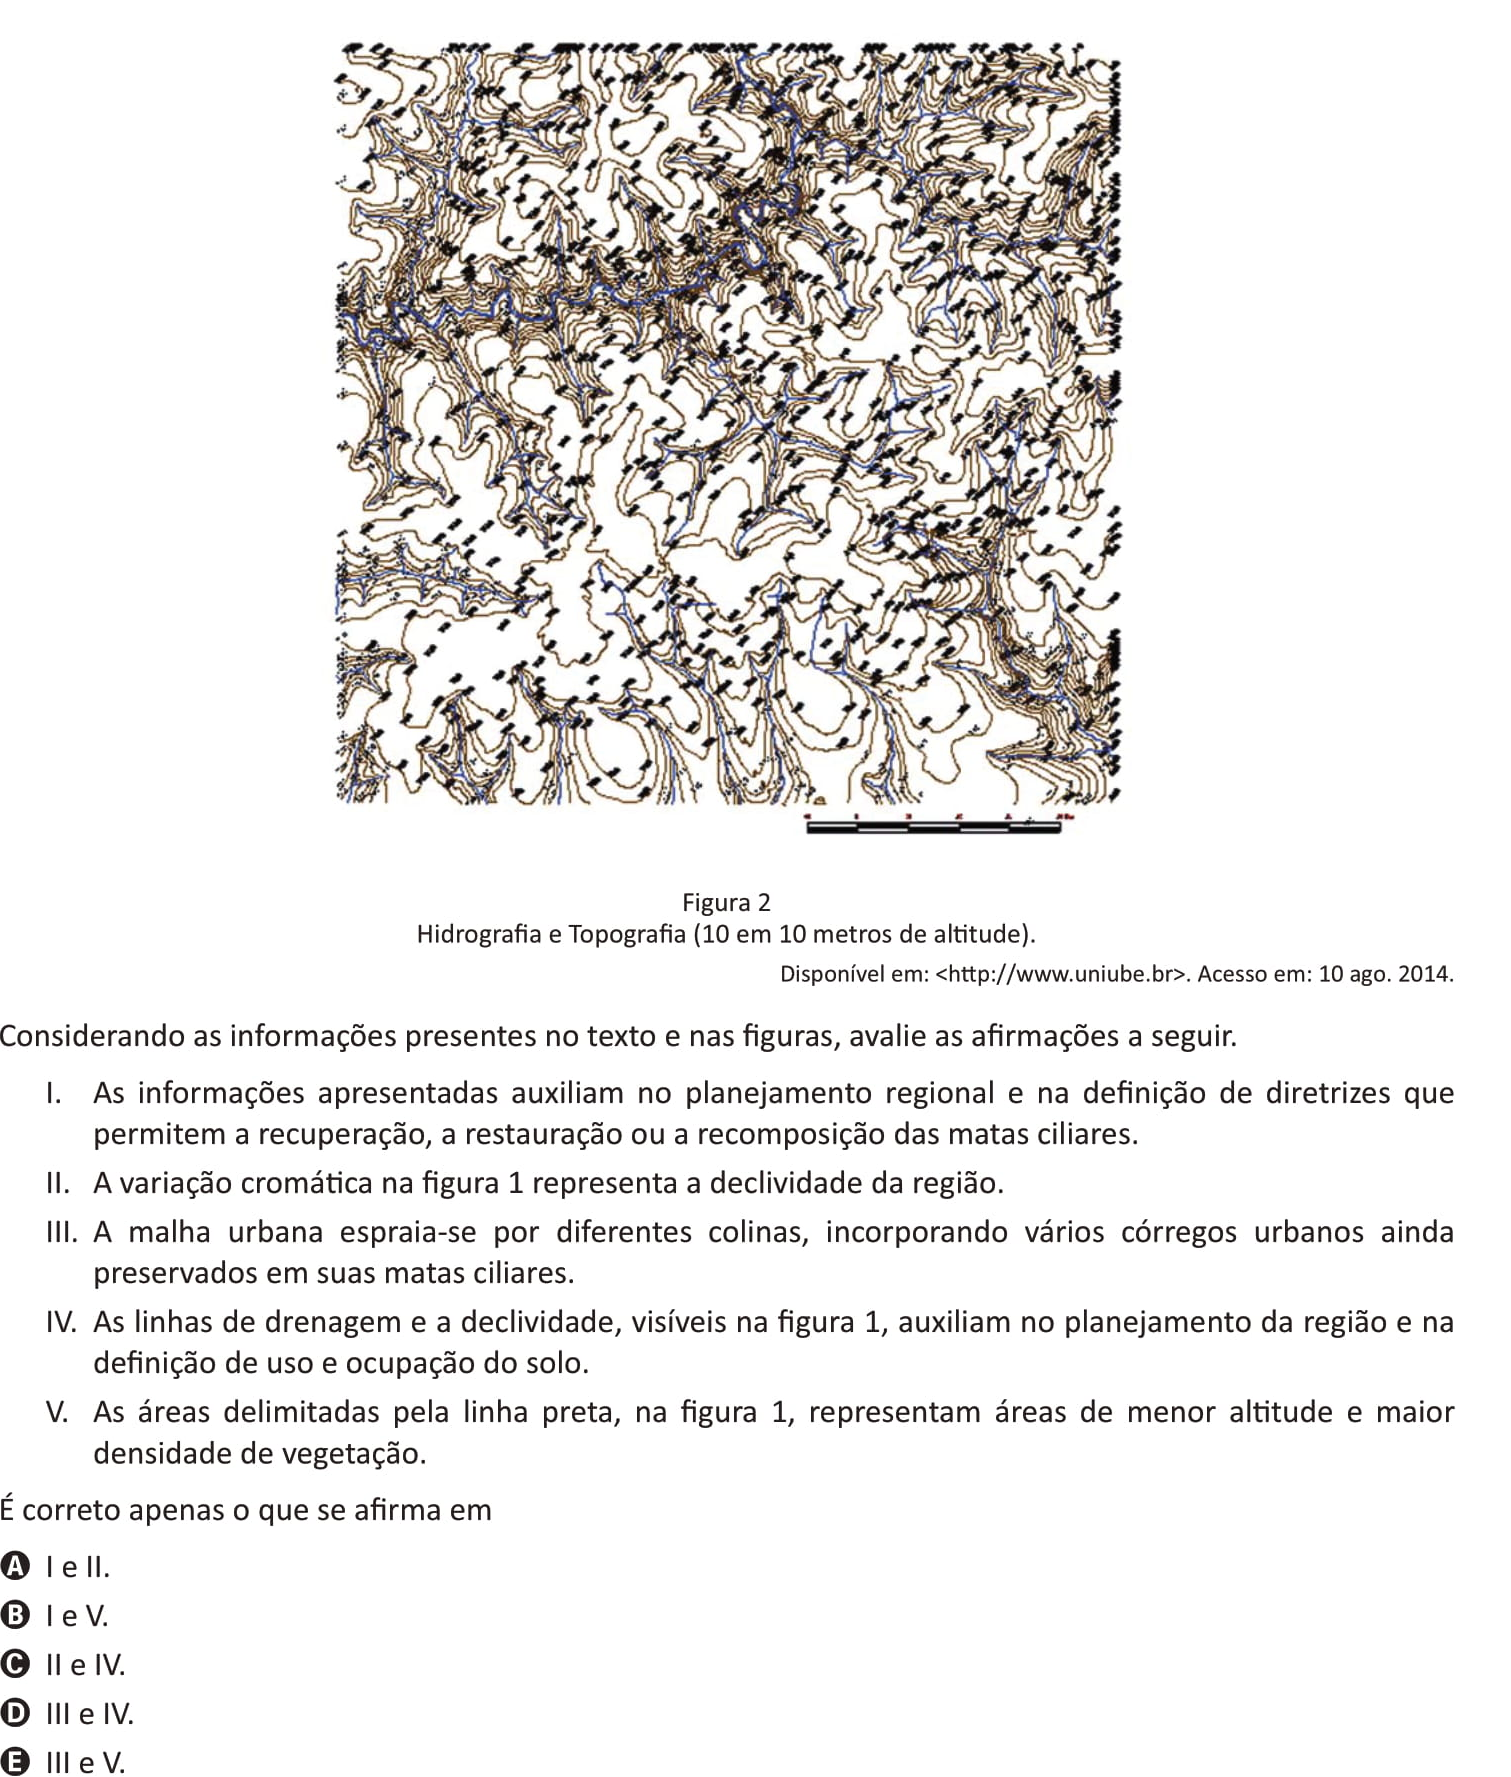 Figura 2
Hidrografia e Topografia (10 em 10 metros de altitude).
Disponível em: <http://www.uniube.br>. Acesso em: 10 ago. 2014.
Considerando as informações presentes no texto e nas figuras, avalie as afirmações a seguir.
I. As informações apresentadas auxiliam no planejamento regional e na definição de diretrizes que
permitem a recuperação, a restauração ou a recomposição das matas ciliares.
II. A variação cromática na figura 1 representa a declividade da região.
III. A malha urbana espraia-se por diferentes colinas, incorporando vários córregos urbanos ainda
preservados em suas matas ciliares.
IV. As linhas de drenagem e a declividade, visíveis na figura 1, auxiliam no planejamento da região e na
definição de uso e ocupação do solo.
V. As áreas delimitadas pela linha preta, na figura 1, representam áreas de menor altitude e maior
densidade de vegetação.
É correto apenas o que se afirma em
A I e II.
B I e V.
C II e IV.
D III e IV.
E III e V.